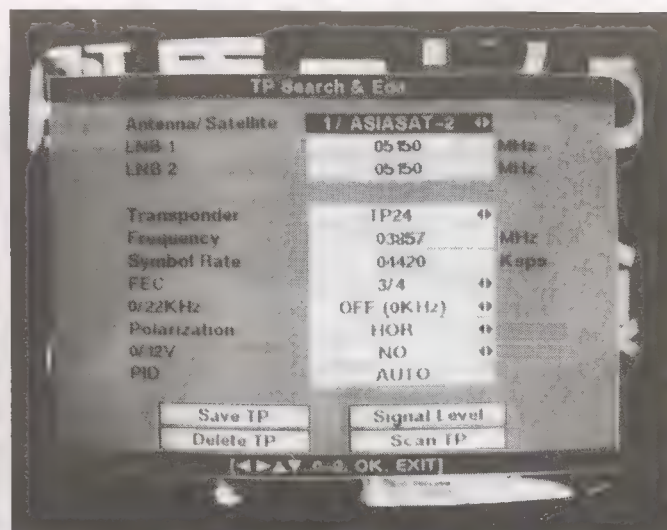 TP Search & Edit
Antenna/ Satellite 1/ ASIASAT-2
LNB 1 05150 MHz
LNB 2 05150 MHz
Transponder TP24
Frequency 03857 MHz
Symbol Rate 04420 Ksps
FEC 3/4
0/22KHz OFF (0KHz)
Polarization HOR
0/12V NO
PID AUTO
Save TP Signal Level
Delete TP Scan TP
[◀ ▶ ▲ ▼, 0-9, OK, EXIT]